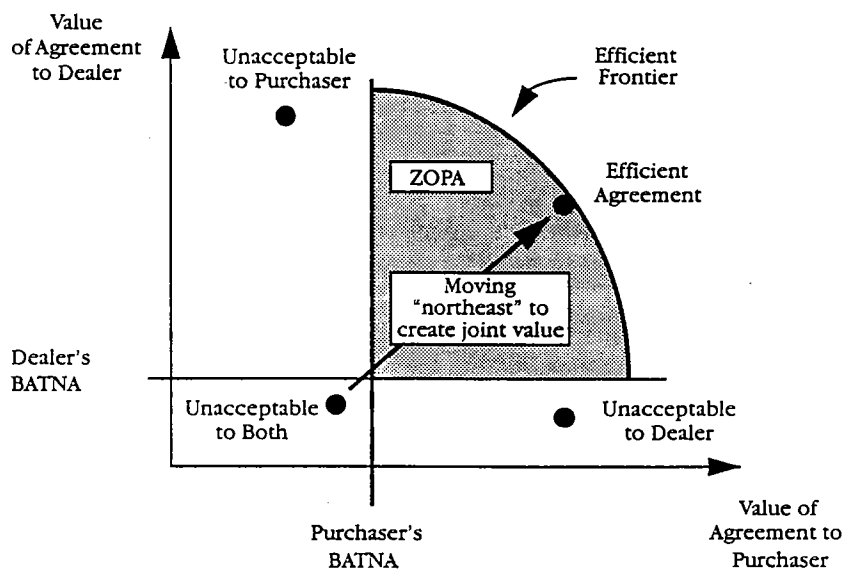 Value
of Agreement
to Dealer
Unacceptable
to Purchaser
Efficient
Frontier
ZOPA
Efficient
Agreement
Moving
"northeast" to
create joint value
Dealer's
BATNA
Unacceptable
to Both
Unacceptable
to Dealer
Purchaser's
BATNA
Value of
Agreement to
Purchaser